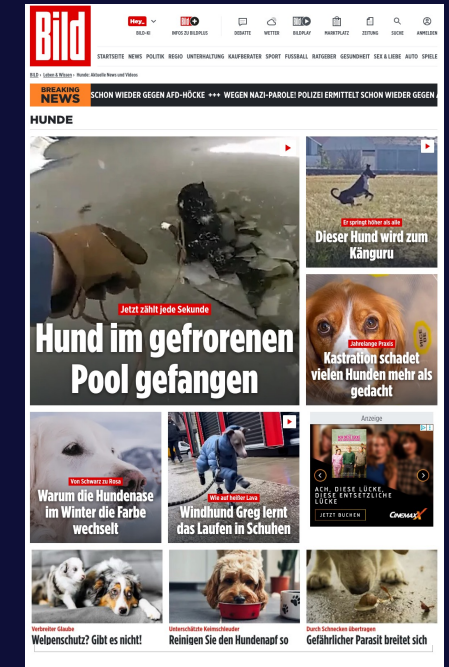 Bild
Hey_
BILD-KI
INFOS ZU BILDPLUS
DEBATTE
WETTER
BILDPLAY
MARKTPLATZ
ZEITUNG
SUCHE
ANMELDEN
STARTSEITE NEWS POLITIK REGIO UNTERHALTUNG KAUFBERATER SPORT FUSSBALL RATGEBER GESUNDHEIT SEX & LIEBE AUTO SPIELE
BILD > Leben & Wissen > Hunde: Aktuelle News und Videos
BREAKING
NEWS
SCHON WIEDER GEGEN AFD-HÖCKE +++ WEGEN NAZI-PAROLE! POLIZEI ERMITTELT SCHON WIEDER GEGEN
HUNDE
Jetzt zählt jede Sekunde
Hund im gefrorenen
Pool gefangen
Er springt höher als alle
Dieser Hund wird zum
Känguru
Jahrelange Praxis
Kastration schadet
vielen Hunden mehr als
gedacht
Von Schwarz zu Rosa
Warum die Hundenase
im Winter die Farbe
wechselt
Wie auf heißer Lava
Windhund Greg lernt
das Laufen in Schuhen
Anzeige
ACH, DIESE LÜCKE,
DIESE ENTSETZLICHE
LÜCKE
JETZT BUCHEN
CINEMAXX
Verbreiter Glaube
Welpenschutz? Gibt es nicht!
Unterschätzte Keimschleuder
Reinigen Sie den Hundenapf so
Durch Schnecken übertragen
Gefährlicher Parasit breitet sich